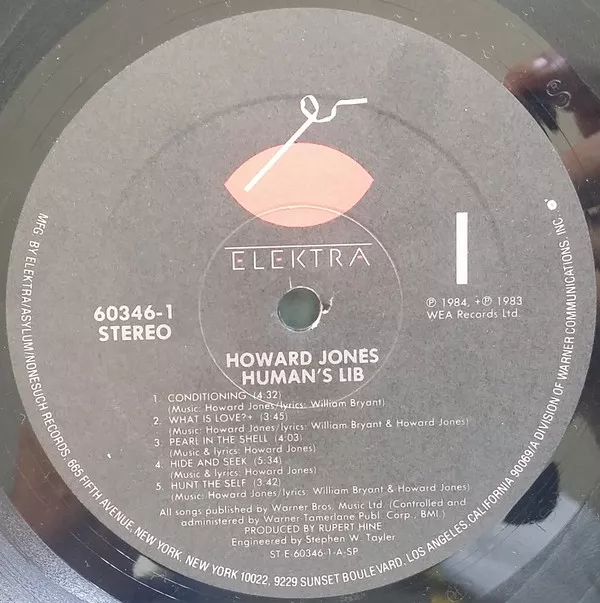 ELEKTRA
1
60346-1
STEREO
℗ 1984, +℗ 1983
WEA Records Ltd.
HOWARD JONES
HUMAN'S LIB
1. CONDITIONING (4:32)
(Music: Howard Jones/lyrics: William Bryant)
2. WHAT IS LOVE?+ (3:45)
(Music: Howard Jones/lyrics: William Bryant & Howard Jones)
3. PEARL IN THE SHELL (4:03)
(Music & lyrics: Howard Jones)
4. HIDE AND SEEK (5:34)
(Music & lyrics: Howard Jones)
5. HUNT THE SELF (3:42)
(Music: Howard Jones/lyrics: William Bryant & Howard Jones)
All songs published by Warner Bros. Music Ltd. (Controlled and
administered by Warner-Tamerlane Publ. Corp., BMI.)
PRODUCED BY RUPERT HINE
Engineered by Stephen W. Tayler
ST E-60346-1-A-SP
MFG. BY ELEKTRA/ASYLUM/NONESUCH RECORDS, 665 FIFTH AVENUE, NEW YORK, NEW YORK 10022, 9229 SUNSET BOULEVARD, LOS ANGELES, CALIFORNIA 90069/A DIVISION OF WARNER COMMUNICATIONS, INC.